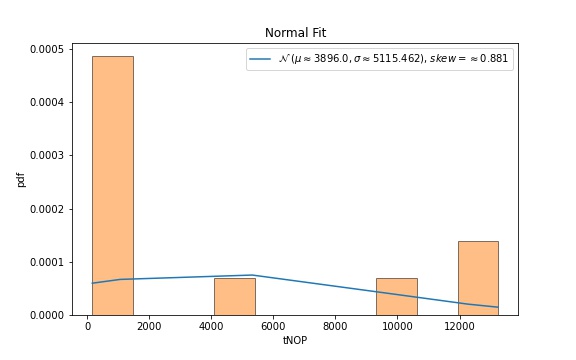 Normal Fit
𝒩 (μ ≈ 3896.0, σ ≈ 5115.462), skew = ≈ 0.881
0.0005
0.0004
0.0003
0.0002
0.0001
0.0000
pdf
0 2000 4000 6000 8000 10000 12000
tNOP